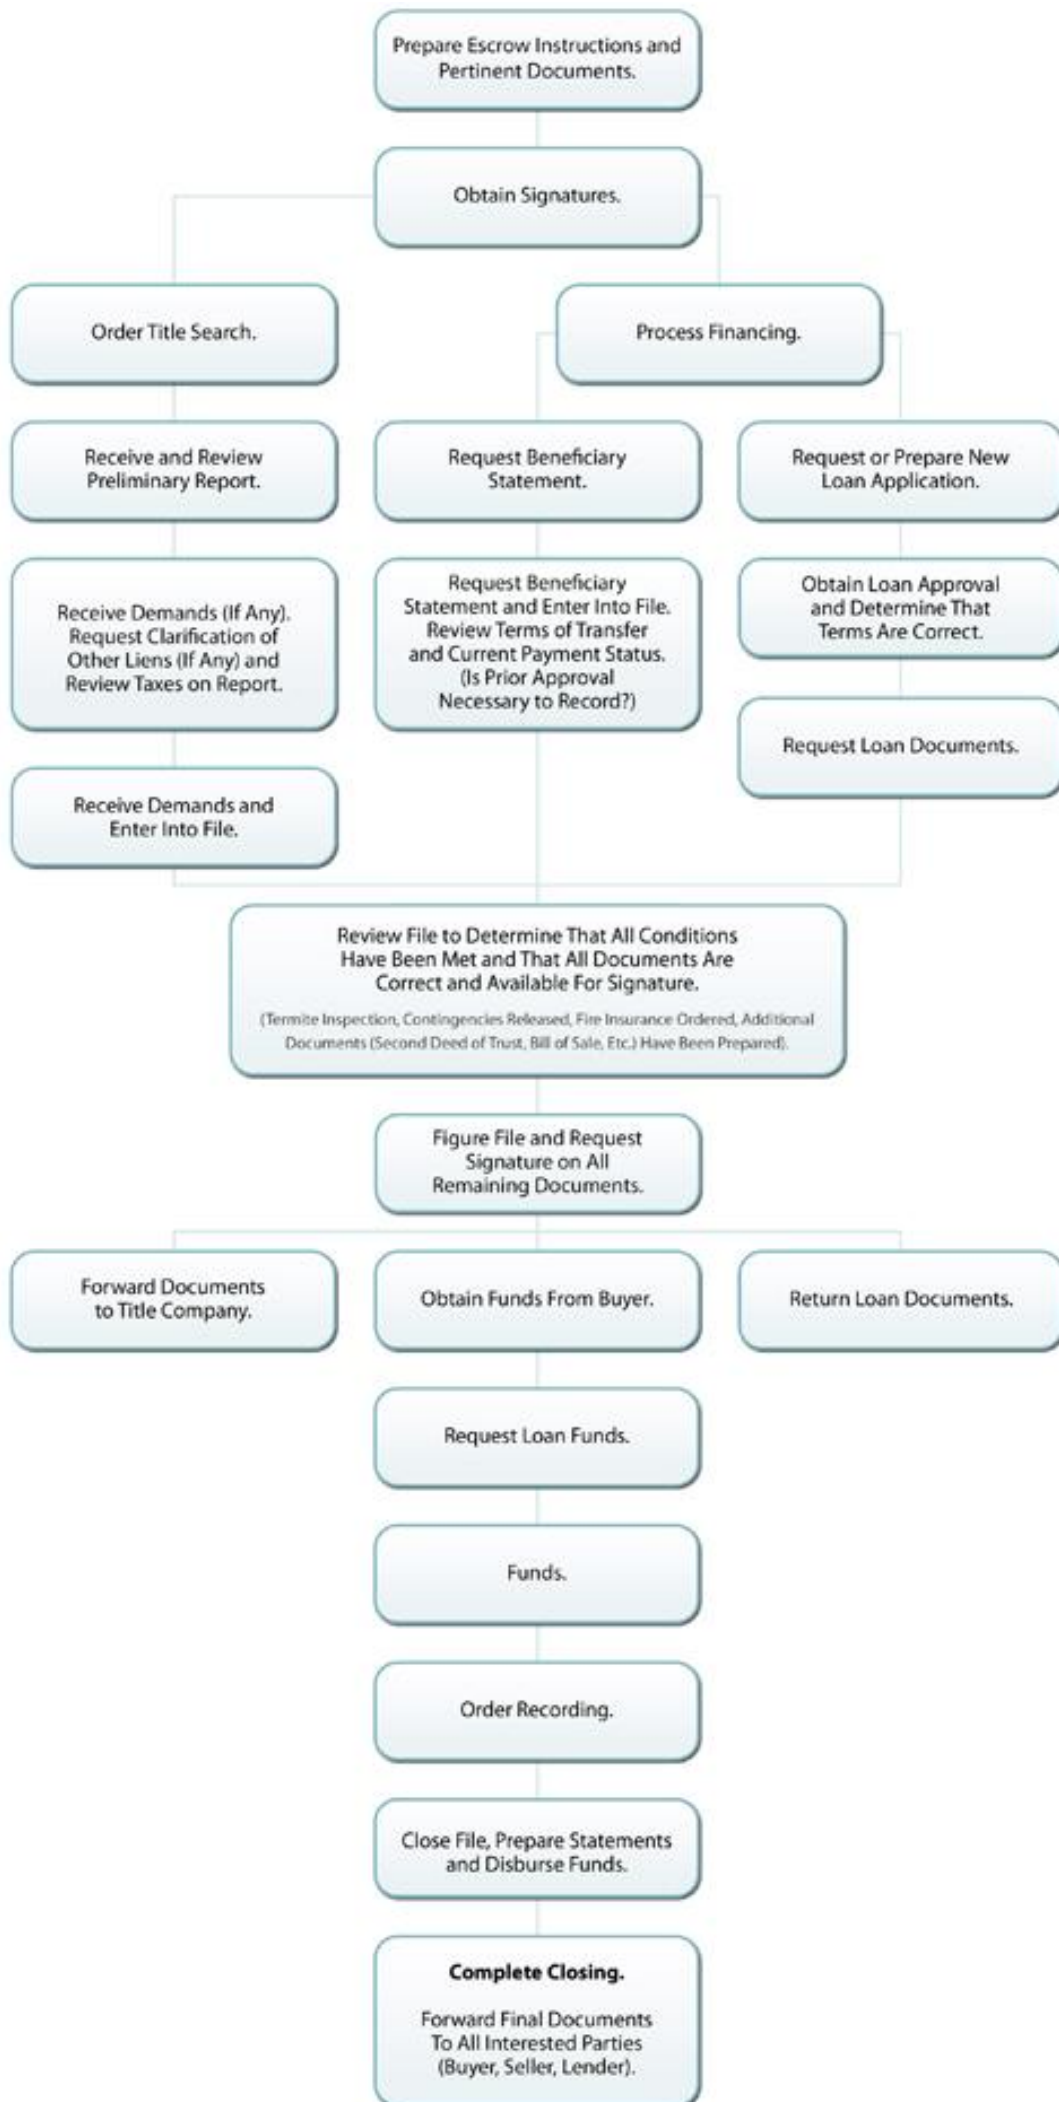 Prepare Escrow Instructions and
Pertinent Documents.
Obtain Signatures.
Order Title Search.
Process Financing.
Receive and Review
Preliminary Report.
Request Beneficiary
Statement.
Request or Prepare New
Loan Application.
Receive Demands (If Any).
Request Clarification of
Other Liens (If Any) and
Review Taxes on Report.
Request Beneficiary
Statement and Enter Into File.
Review Terms of Transfer
and Current Payment Status.
(Is Prior Approval
Necessary to Record?)
Obtain Loan Approval
and Determine That
Terms Are Correct.
Request Loan Documents.
Receive Demands and
Enter Into File.
Review File to Determine That All Conditions
Have Been Met and That All Documents Are
Correct and Available For Signature.
(Termite Inspection, Contingencies Released, Fire Insurance Ordered, Additional
Documents (Second Deed of Trust, Bill of Sale, Etc.) Have Been Prepared).
Figure File and Request
Signature on All
Remaining Documents.
Forward Documents
to Title Company.
Obtain Funds From Buyer.
Return Loan Documents.
Request Loan Funds.
Funds.
Order Recording.
Close File, Prepare Statements
and Disburse Funds.
Complete Closing.
Forward Final Documents
To All Interested Parties
(Buyer, Seller, Lender).